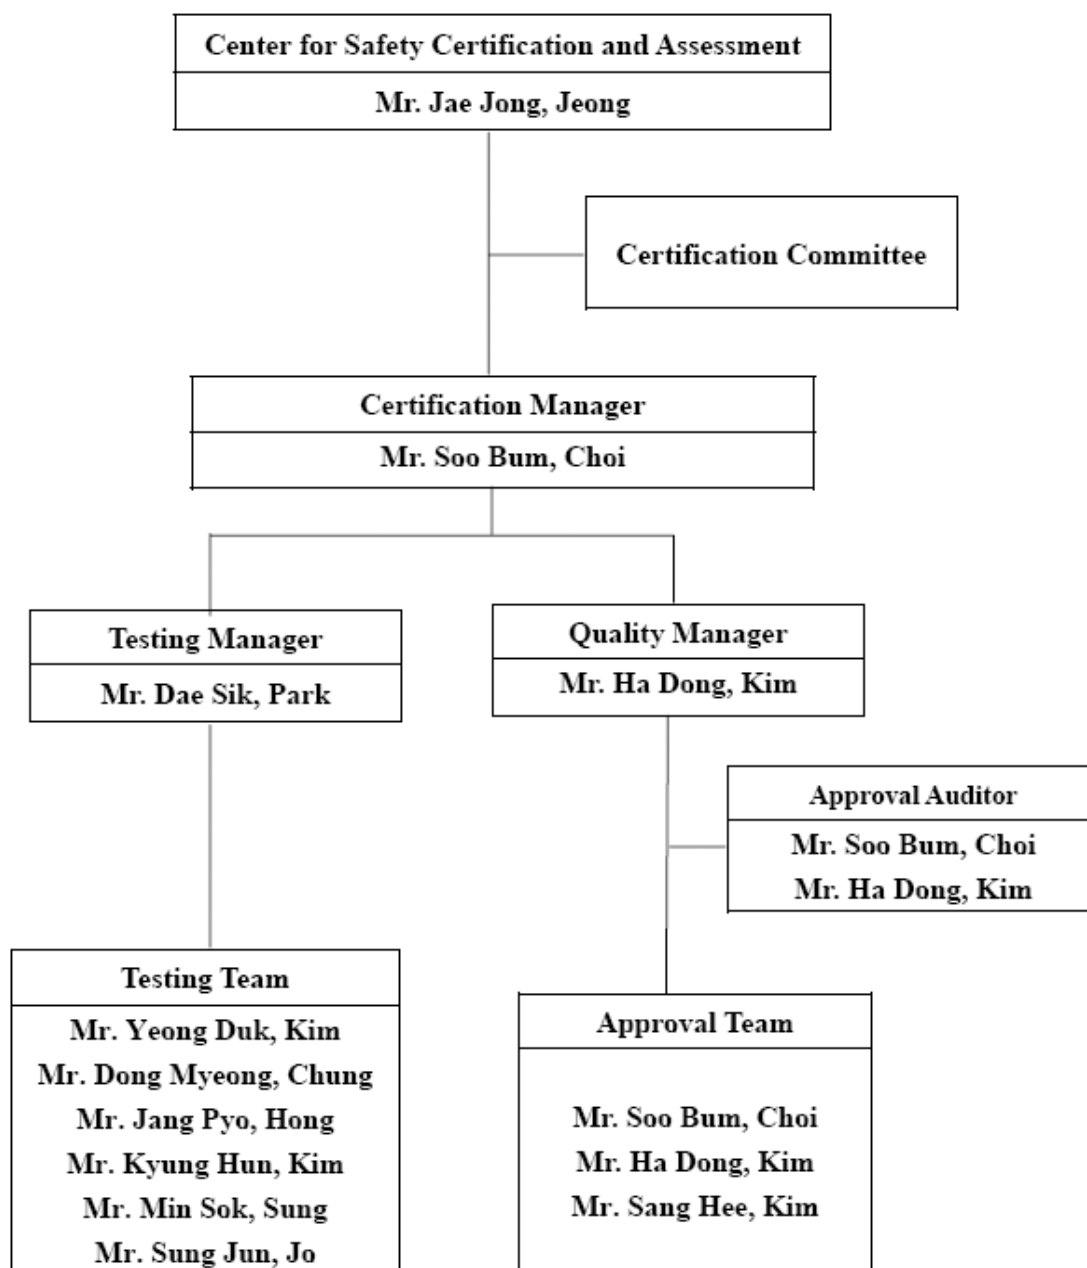 Center for Safety Certification and Assessment
Mr. Jae Jong, Jeong
Certification Committee
Certification Manager
Mr. Soo Bum, Choi
Testing Manager
Mr. Dae Sik, Park
Quality Manager
Mr. Ha Dong, Kim
Approval Auditor
Mr. Soo Bum, Choi
Mr. Ha Dong, Kim
Testing Team
Mr. Yeong Duk, Kim
Mr. Dong Myeong, Chung
Mr. Jang Pyo, Hong
Mr. Kyung Hun, Kim
Mr. Min Sok, Sung
Mr. Sung Jun, Jo
Approval Team
Mr. Soo Bum, Choi
Mr. Ha Dong, Kim
Mr. Sang Hee, Kim